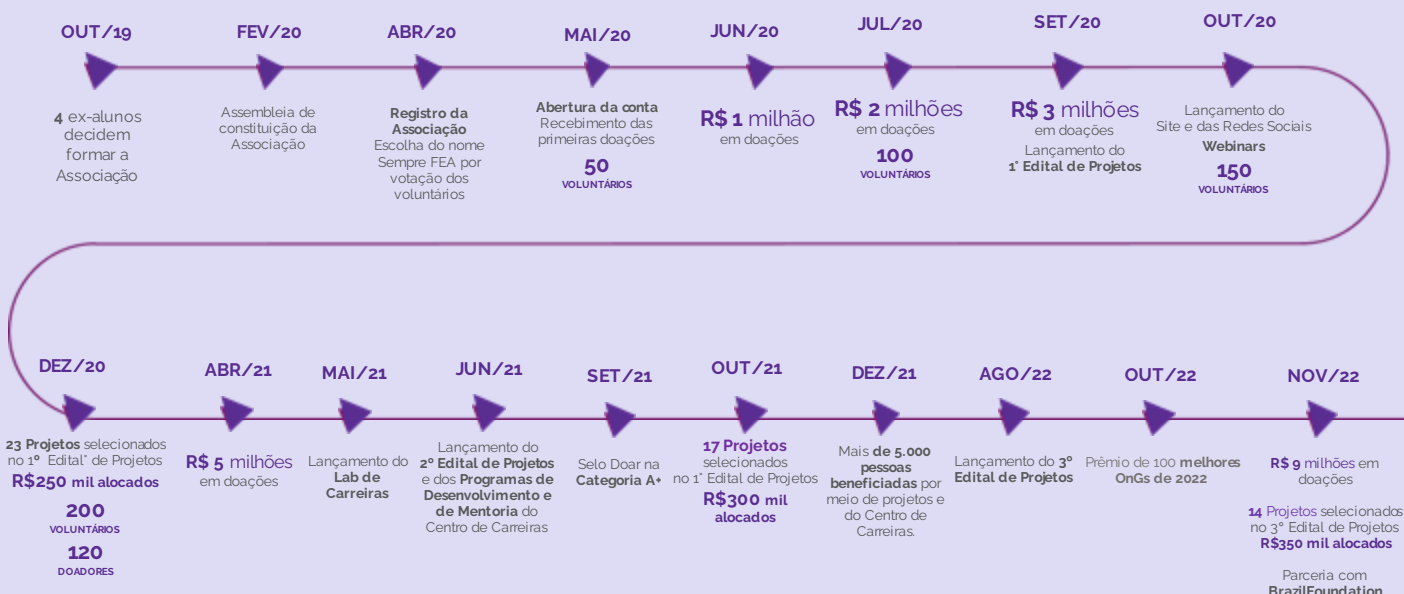 OUT/19
4 ex-alunos
decidem
formar a
Associação
FEV/20
Assembleia de
constituição da
Associação
ABR/20
Registro da
Associação
Escolha do nome
Sempre FEA por
votação dos
voluntários
MAI/20
Abertura da conta
Recebimento das
primeiras doações
50
VOLUNTÁRIOS
JUN/20
R$ 1 milhão
em doações
JUL/20
R$ 2 milhões
em doações
100
VOLUNTÁRIOS
SET/20
R$ 3 milhões
em doações
Lançamento do
1° Edital de Projetos
OUT/20
Lançamento do
Site e das Redes Sociais
Webinars
150
VOLUNTÁRIOS
DEZ/20
23 Projetos selecionados
no 1º Edital° de Projetos
R$250 mil alocados
200
VOLUNTÁRIOS
120
DOADORES
ABR/21
R$ 5 milhões
em doações
MAI/21
Lançamento do
Lab de
Carreiras
JUN/21
Lançamento do
2º Edital de Projetos
e dos Programas de
Desenvolvimento e
de Mentoria do
Centro de Carreiras
SET/21
Selo Doar na
Categoria A+
OUT/21
17 Projetos
selecionados
no 1° Edital de Projetos
R$300 mil
alocados
DEZ/21
Mais de 5.000
pessoas
beneficiadas por
meio de projetos e
do Centro de
Carreiras.
AGO/22
Lançamento do 3º
Edital de Projetos
OUT/22
Prêmio de 100 melhores
OnGs de 2022
NOV/22
R$ 9 milhões em
doações
14 Projetos selecionados
no 3° Edital de Projetos
R$350 mil alocados
Parceria com
BrazilFoundation